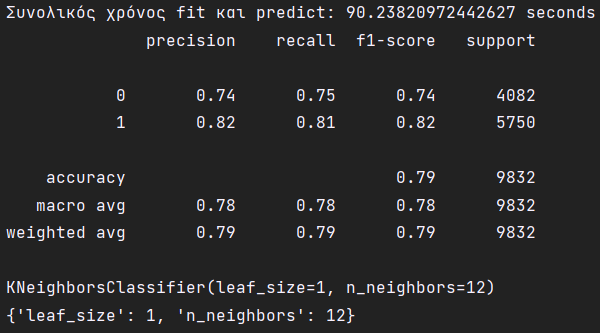 Συνολικός χρόνος fit και predict: 90.23820972442627 seconds
precision recall f1-score support
0 0.74 0.75 0.74 4082
1 0.82 0.81 0.82 5750
accuracy 0.79 9832
macro avg 0.78 0.78 0.78 9832
weighted avg 0.79 0.79 0.79 9832
KNeighborsClassifier(leaf_size=1, n_neighbors=12)
{'leaf_size': 1, 'n_neighbors': 12}